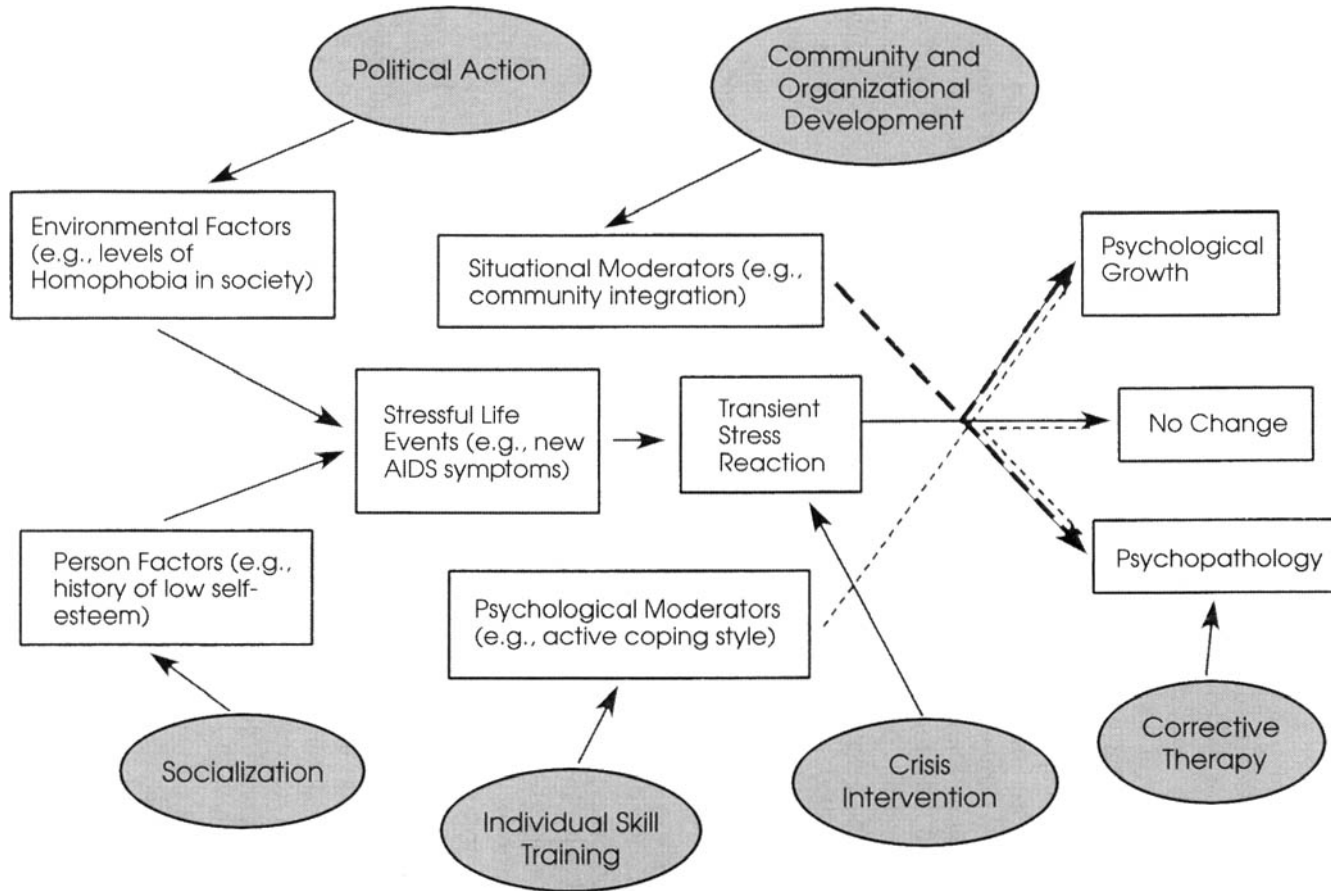 Political Action
Community and
Organizational
Development
Environmental Factors
(e.g., levels of
Homophobia in society)
Situational Moderators (e.g.,
community integration)
Psychological
Growth
Stressful Life
Events (e.g., new
AIDS symptoms)
Transient
Stress
Reaction
No Change
Person Factors (e.g.,
history of low self-
esteem)
Psychological Moderators
(e.g., active coping style)
Psychopathology
Socialization
Individual Skill
Training
Crisis
Intervention
Corrective
Therapy